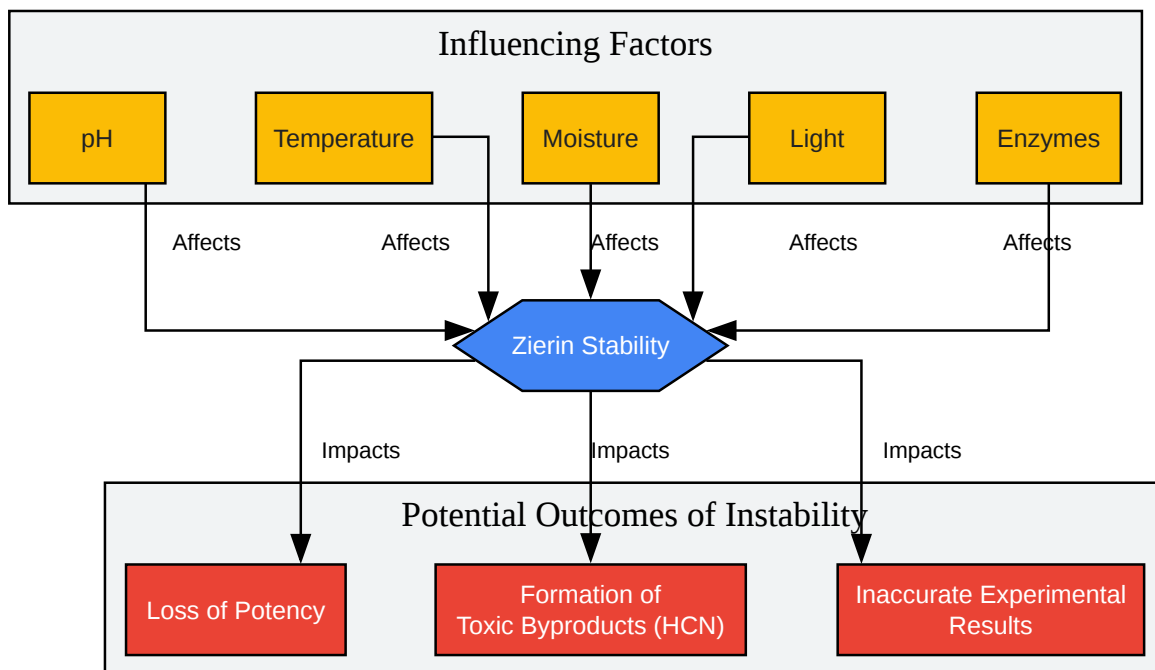 Influencing Factors
pH
Temperature
Moisture
Light
Enzymes
Affects
Affects
Affects
Affects
Affects
Zierin Stability
Impacts
Impacts
Impacts
Potential Outcomes of Instability
Loss of Potency
Formation of
Toxic Byproducts (HCN)
Inaccurate Experimental
Results